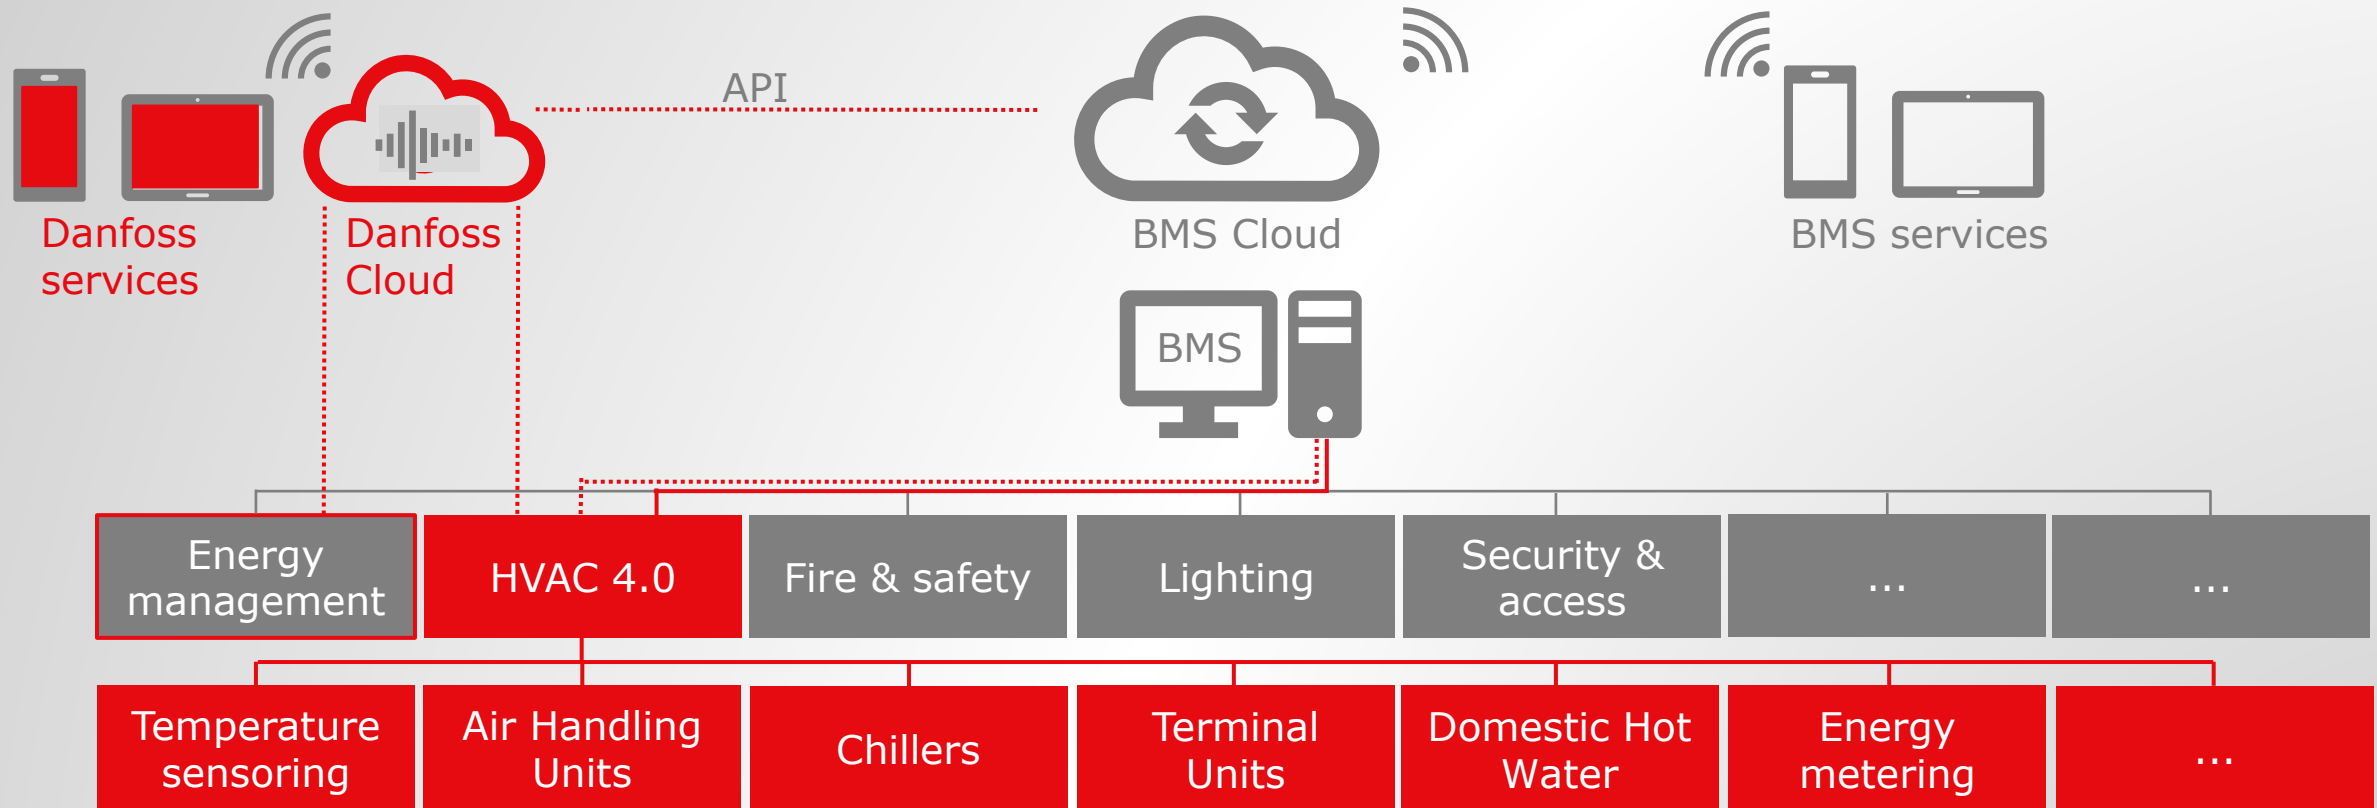 API
Danfoss
services
Danfoss
Cloud
BMS Cloud
BMS services
BMS
Energy
management
HVAC 4.0
Fire & safety
Lighting
Security &
access
...
...
Temperature
sensoring
Air Handling
Units
Chillers
Terminal
Units
Domestic Hot
Water
Energy
metering
...